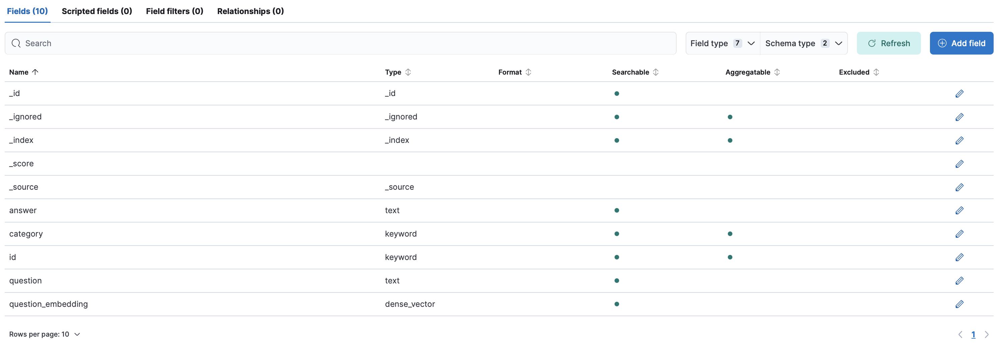 Fields (10) Scripted fields (0) Field filters (0) Relationships (0)
Search Field type 7 Schema type 2 Refresh Add field
Name Type Format Searchable Aggregatable Excluded
_id _id
_ignored _ignored
_index _index
_score
_source _source
answer text
category keyword
id keyword
question text
question_embedding dense_vector
Rows per page: 10 1